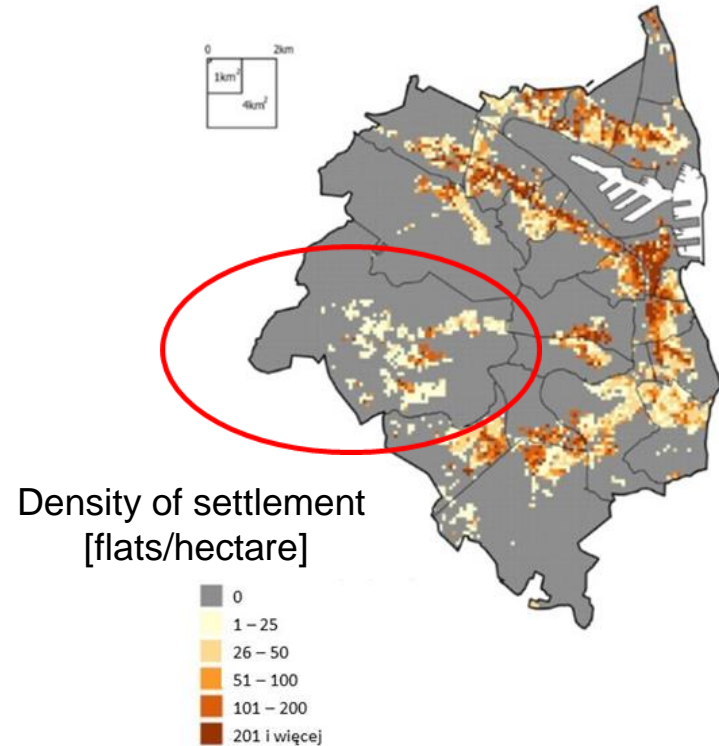 0 2km
1km²
4km²
Density of settlement
[flats/hectare]
0
1 – 25
26 – 50
51 – 100
101 – 200
201 i więcej